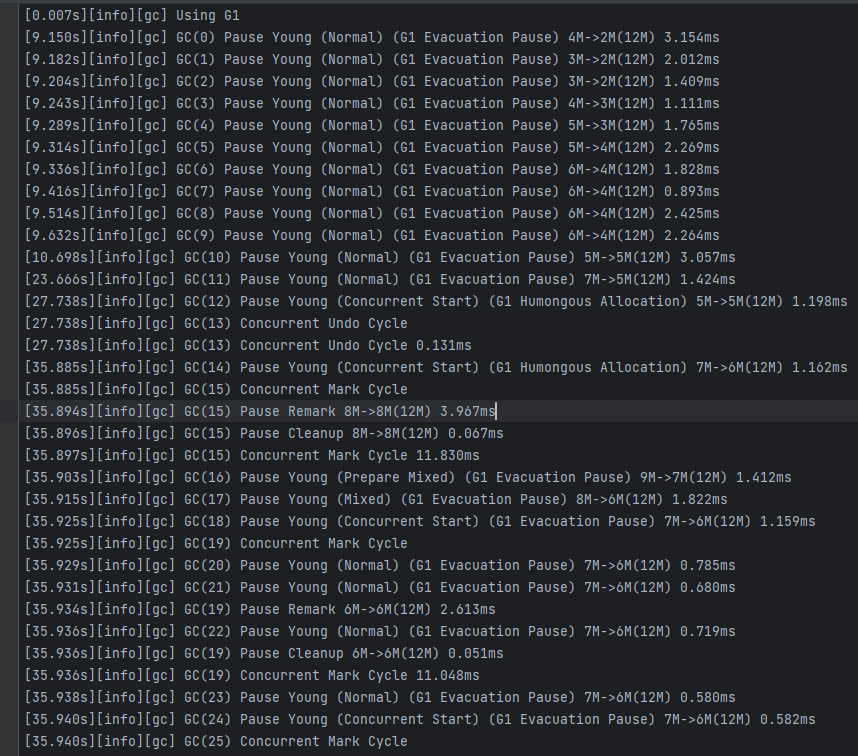 [0.007s][info][gc] Using G1
[9.150s][info][gc] GC(0) Pause Young (Normal) (G1 Evacuation Pause) 4M->2M(12M) 3.154ms
[9.182s][info][gc] GC(1) Pause Young (Normal) (G1 Evacuation Pause) 3M->2M(12M) 2.012ms
[9.204s][info][gc] GC(2) Pause Young (Normal) (G1 Evacuation Pause) 3M->2M(12M) 1.409ms
[9.243s][info][gc] GC(3) Pause Young (Normal) (G1 Evacuation Pause) 4M->3M(12M) 1.111ms
[9.289s][info][gc] GC(4) Pause Young (Normal) (G1 Evacuation Pause) 5M->3M(12M) 1.765ms
[9.314s][info][gc] GC(5) Pause Young (Normal) (G1 Evacuation Pause) 5M->4M(12M) 2.269ms
[9.336s][info][gc] GC(6) Pause Young (Normal) (G1 Evacuation Pause) 6M->4M(12M) 1.828ms
[9.416s][info][gc] GC(7) Pause Young (Normal) (G1 Evacuation Pause) 6M->4M(12M) 0.893ms
[9.514s][info][gc] GC(8) Pause Young (Normal) (G1 Evacuation Pause) 6M->4M(12M) 2.425ms
[9.632s][info][gc] GC(9) Pause Young (Normal) (G1 Evacuation Pause) 6M->4M(12M) 2.264ms
[10.698s][info][gc] GC(10) Pause Young (Normal) (G1 Evacuation Pause) 5M->5M(12M) 3.057ms
[23.666s][info][gc] GC(11) Pause Young (Normal) (G1 Evacuation Pause) 7M->5M(12M) 1.424ms
[27.738s][info][gc] GC(12) Pause Young (Concurrent Start) (G1 Humongous Allocation) 5M->5M(12M) 1.198ms
[27.738s][info][gc] GC(13) Concurrent Undo Cycle
[27.738s][info][gc] GC(13) Concurrent Undo Cycle 0.131ms
[35.885s][info][gc] GC(14) Pause Young (Concurrent Start) (G1 Humongous Allocation) 7M->6M(12M) 1.162ms
[35.885s][info][gc] GC(15) Concurrent Mark Cycle
[35.894s][info][gc] GC(15) Pause Remark 8M->8M(12M) 3.967ms
[35.896s][info][gc] GC(15) Pause Cleanup 8M->8M(12M) 0.067ms
[35.897s][info][gc] GC(15) Concurrent Mark Cycle 11.830ms
[35.903s][info][gc] GC(16) Pause Young (Prepare Mixed) (G1 Evacuation Pause) 9M->7M(12M) 1.412ms
[35.915s][info][gc] GC(17) Pause Young (Mixed) (G1 Evacuation Pause) 8M->6M(12M) 1.822ms
[35.925s][info][gc] GC(18) Pause Young (Concurrent Start) (G1 Evacuation Pause) 7M->6M(12M) 1.159ms
[35.925s][info][gc] GC(19) Concurrent Mark Cycle
[35.929s][info][gc] GC(20) Pause Young (Normal) (G1 Evacuation Pause) 7M->6M(12M) 0.785ms
[35.931s][info][gc] GC(21) Pause Young (Normal) (G1 Evacuation Pause) 7M->6M(12M) 0.680ms
[35.934s][info][gc] GC(19) Pause Remark 6M->6M(12M) 2.613ms
[35.936s][info][gc] GC(22) Pause Young (Normal) (G1 Evacuation Pause) 7M->6M(12M) 0.719ms
[35.936s][info][gc] GC(19) Pause Cleanup 6M->6M(12M) 0.051ms
[35.936s][info][gc] GC(19) Concurrent Mark Cycle 11.048ms
[35.938s][info][gc] GC(23) Pause Young (Normal) (G1 Evacuation Pause) 7M->6M(12M) 0.580ms
[35.940s][info][gc] GC(24) Pause Young (Concurrent Start) (G1 Evacuation Pause) 7M->6M(12M) 0.582ms
[35.940s][info][gc] GC(25) Concurrent Mark Cycle